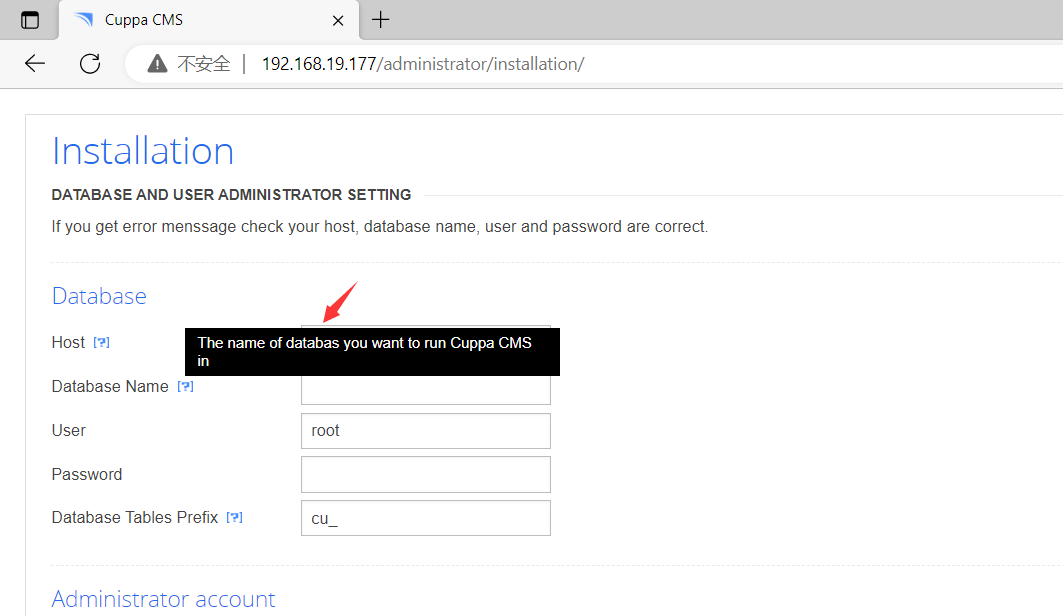 Cuppa CMS
不安全 192.168.19.177/administrator/installation/
Installation
DATABASE AND USER ADMINISTRATOR SETTING
If you get error menssage check your host, database name, user and password are correct.
Database
Host [?]
The name of databas you want to run Cuppa CMS
in
Database Name [?]
User root
Password
Database Tables Prefix [?] cu_
Administrator account